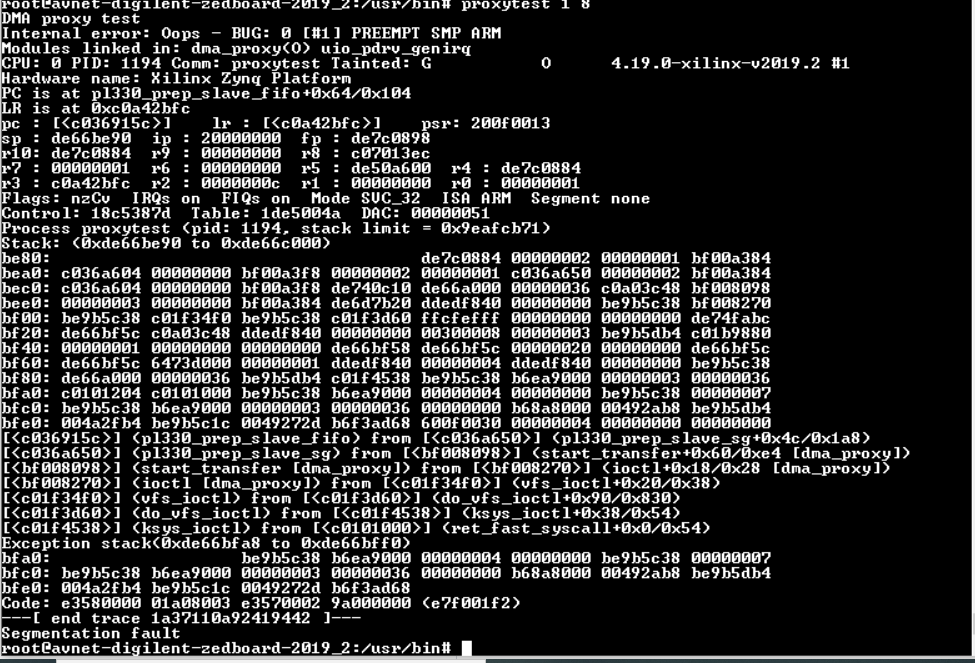 root@avnet-digilent-zedboard-2019_2:/usr/bin# proxytest 1 8
DMA proxy test
Internal error: Oops - BUG: 0 [#1] PREEMPT SMP ARM
Modules linked in: dma_proxy(O) uio_pdrv_genirq
CPU: 0 PID: 1194 Comm: proxytest Tainted: G           O      4.19.0-xilinx-v2019.2 #1
Hardware name: Xilinx Zynq Platform
PC is at pl330_prep_slave_fifo+0x64/0x104
LR is at 0xc0a42bfc
pc : [<c036915c>]    lr : [<c0a42bfc>]    psr: 200f0013
sp : de66be90  ip : 20000000  fp : de7c0898
r10: de7c0884  r9 : 00000000  r8 : c07013ec
r7 : 00000001  r6 : 00000000  r5 : de50a600  r4 : de7c0884
r3 : c0a42bfc  r2 : 0000000c  r1 : 00000000  r0 : 00000001
Flags: nzCv  IRQs on  FIQs on  Mode SVC_32  ISA ARM  Segment none
Control: 18c5387d  Table: 1de5004a  DAC: 00000051
Process proxytest (pid: 1194, stack limit = 0x9eafcb71)
Stack: (0xde66be90 to 0xde66c000)
be80:                                     de7c0884 00000002 00000001 bf00a384
bea0: c036a604 00000000 bf00a3f8 00000002 00000001 c036a650 00000002 bf00a384
bec0: c036a604 00000000 bf00a3f8 de740c10 de66a000 00000036 c0a03c48 bf008098
bee0: 00000003 00000000 bf00a384 de6d7b20 ddedf840 00000000 be9b5c38 bf008270
bf00: be9b5c38 c01f34f0 be9b5c38 c01f3d60 ffcfefff 00000000 00000000 de74fabc
bf20: de66bf5c c0a03c48 ddedf840 00000000 00300008 00000003 be9b5db4 c01b9880
bf40: 00000001 00000000 00000000 de66bf58 de66bf5c 00000020 00000000 de66bf5c
bf60: de66bf5c 6473d000 00000001 ddedf840 00000004 ddedf840 00000000 be9b5c38
bf80: de66a000 00000036 be9b5db4 c01f4538 be9b5c38 b6ea9000 00000003 00000036
bfa0: c0101204 c0101000 be9b5c38 b6ea9000 00000004 00000000 be9b5c38 00000007
bfc0: be9b5c38 b6ea9000 00000003 00000036 00000000 b68a8000 00492ab8 be9b5db4
bfe0: 004a2fb4 be9b5c1c 0049272d b6f3ad68 600f0030 00000004 00000000 00000000
[<c036915c>] (pl330_prep_slave_fifo) from [<c036a650>] (pl330_prep_slave_sg+0x4c/0x1a8)
[<c036a650>] (pl330_prep_slave_sg) from [<bf008098>] (start_transfer+0x60/0xe4 [dma_proxy])
[<bf008098>] (start_transfer [dma_proxy]) from [<bf008270>] (ioctl+0x18/0x28 [dma_proxy])
[<bf008270>] (ioctl [dma_proxy]) from [<c01f34f0>] (vfs_ioctl+0x20/0x38)
[<c01f34f0>] (vfs_ioctl) from [<c01f3d60>] (do_vfs_ioctl+0x90/0x830)
[<c01f3d60>] (do_vfs_ioctl) from [<c01f4538>] (ksys_ioctl+0x38/0x54)
[<c01f4538>] (ksys_ioctl) from [<c0101000>] (ret_fast_syscall+0x0/0x54)
Exception stack(0xde66bfa8 to 0xde66bff0)
bfa0:                   be9b5c38 b6ea9000 00000004 00000000 be9b5c38 00000007
bfc0: be9b5c38 b6ea9000 00000003 00000036 00000000 b68a8000 00492ab8 be9b5db4
bfe0: 004a2fb4 be9b5c1c 0049272d b6f3ad68
Code: e3580000 01a08003 e3570002 9a000000 (e7f001f2)
---[ end trace 1a37110a92419442 ]---
Segmentation fault
root@avnet-digilent-zedboard-2019_2:/usr/bin#